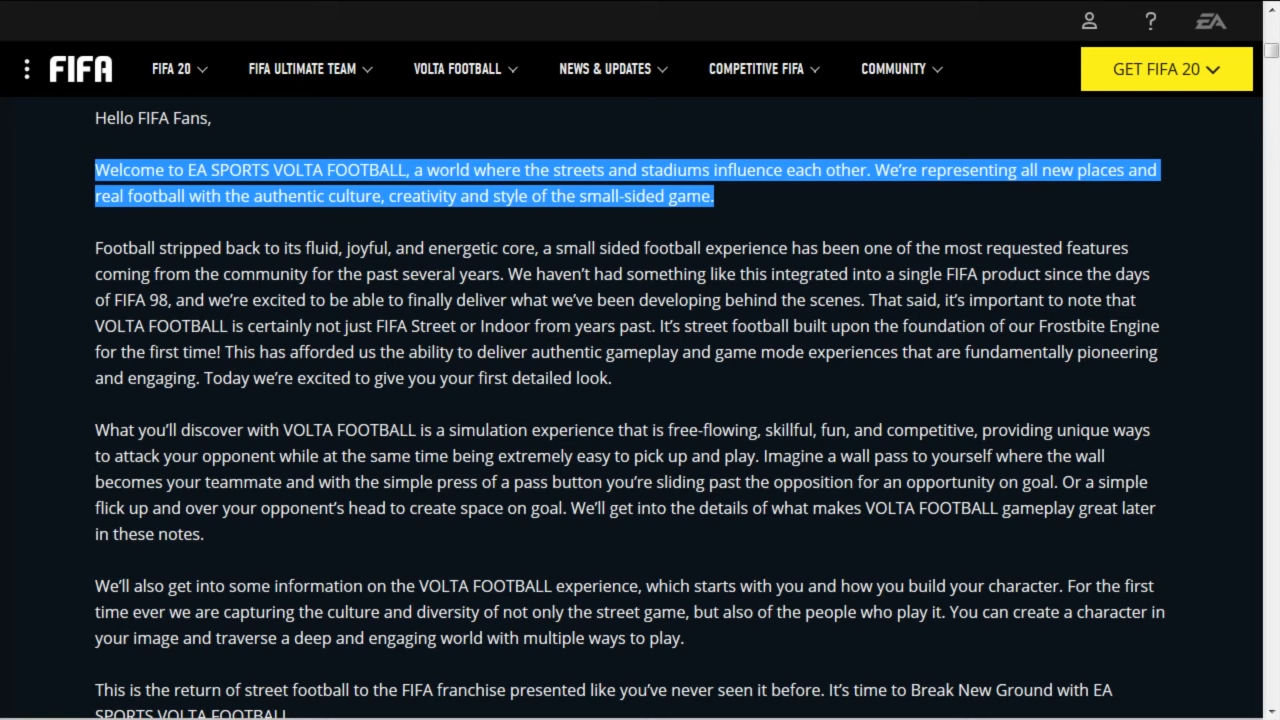 EA
FIFA
FIFA 20
FIFA ULTIMATE TEAM
VOLTA FOOTBALL
NEWS & UPDATES
COMPETITIVE FIFA
COMMUNITY
GET FIFA 20
Hello FIFA Fans,
Welcome to EA SPORTS VOLTA FOOTBALL, a world where the streets and stadiums influence each other. We’re representing all new places and
real football with the authentic culture, creativity and style of the small-sided game.
Football stripped back to its fluid, joyful, and energetic core, a small sided football experience has been one of the most requested features
coming from the community for the past several years. We haven’t had something like this integrated into a single FIFA product since the days
of FIFA 98, and we’re excited to be able to finally deliver what we’ve been developing behind the scenes. That said, it’s important to note that
VOLTA FOOTBALL is certainly not just FIFA Street or Indoor from years past. It’s street football built upon the foundation of our Frostbite Engine
for the first time! This has afforded us the ability to deliver authentic gameplay and game mode experiences that are fundamentally pioneering
and engaging. Today we’re excited to give you your first detailed look.
What you’ll discover with VOLTA FOOTBALL is a simulation experience that is free-flowing, skillful, fun, and competitive, providing unique ways
to attack your opponent while at the same time being extremely easy to pick up and play. Imagine a wall pass to yourself where the wall
becomes your teammate and with the simple press of a pass button you’re sliding past the opposition for an opportunity on goal. Or a simple
flick up and over your opponent’s head to create space on goal. We’ll get into the details of what makes VOLTA FOOTBALL gameplay great later
in these notes.
We’ll also get into some information on the VOLTA FOOTBALL experience, which starts with you and how you build your character. For the first
time ever we are capturing the culture and diversity of not only the street game, but also of the people who play it. You can create a character in
your image and traverse a deep and engaging world with multiple ways to play.
This is the return of street football to the FIFA franchise presented like you’ve never seen it before. It’s time to Break New Ground with EA
SPORTS VOLTA FOOTBALL